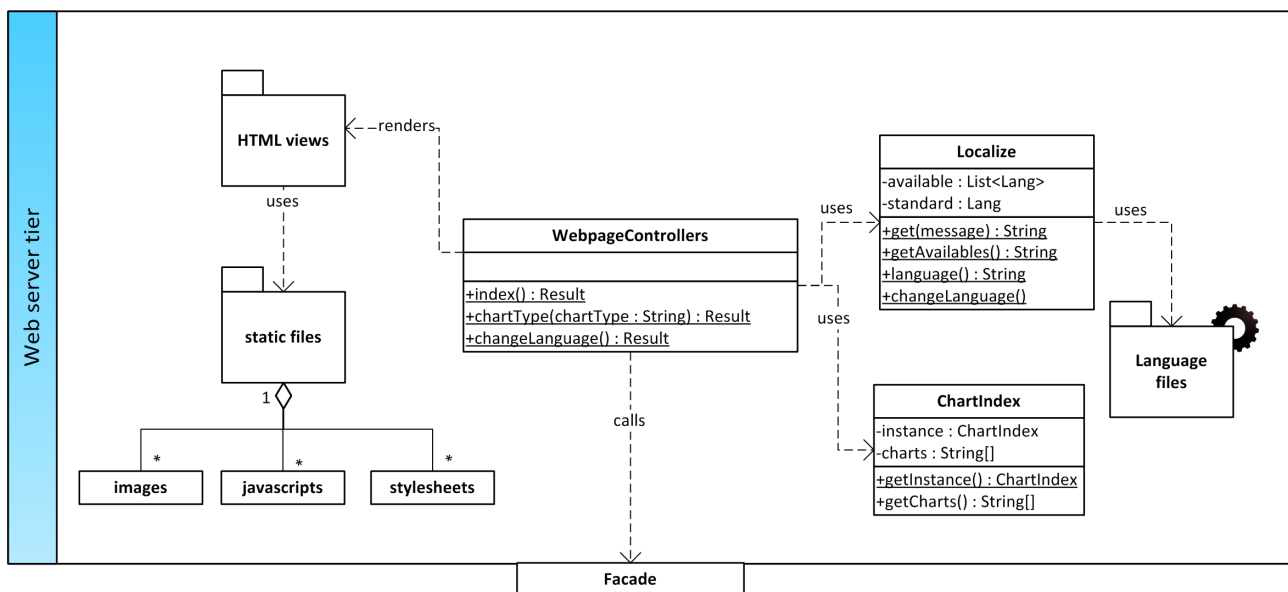 Web server tier
HTML views
renders
uses
static files
1
*
*
*
images
javascripts
stylesheets
WebpageControllers
+index() : Result
+chartType(chartType : String) : Result
+changeLanguage() : Result
calls
Facade
uses
uses
Localize
-available : List<Lang>
-standard : Lang
+get(message) : String
+getAvailables() : String
+language() : String
+changeLanguage()
uses
Language
files
ChartIndex
-instance : ChartIndex
-charts : String[]
+getInstance() : ChartIndex
+getCharts() : String[]